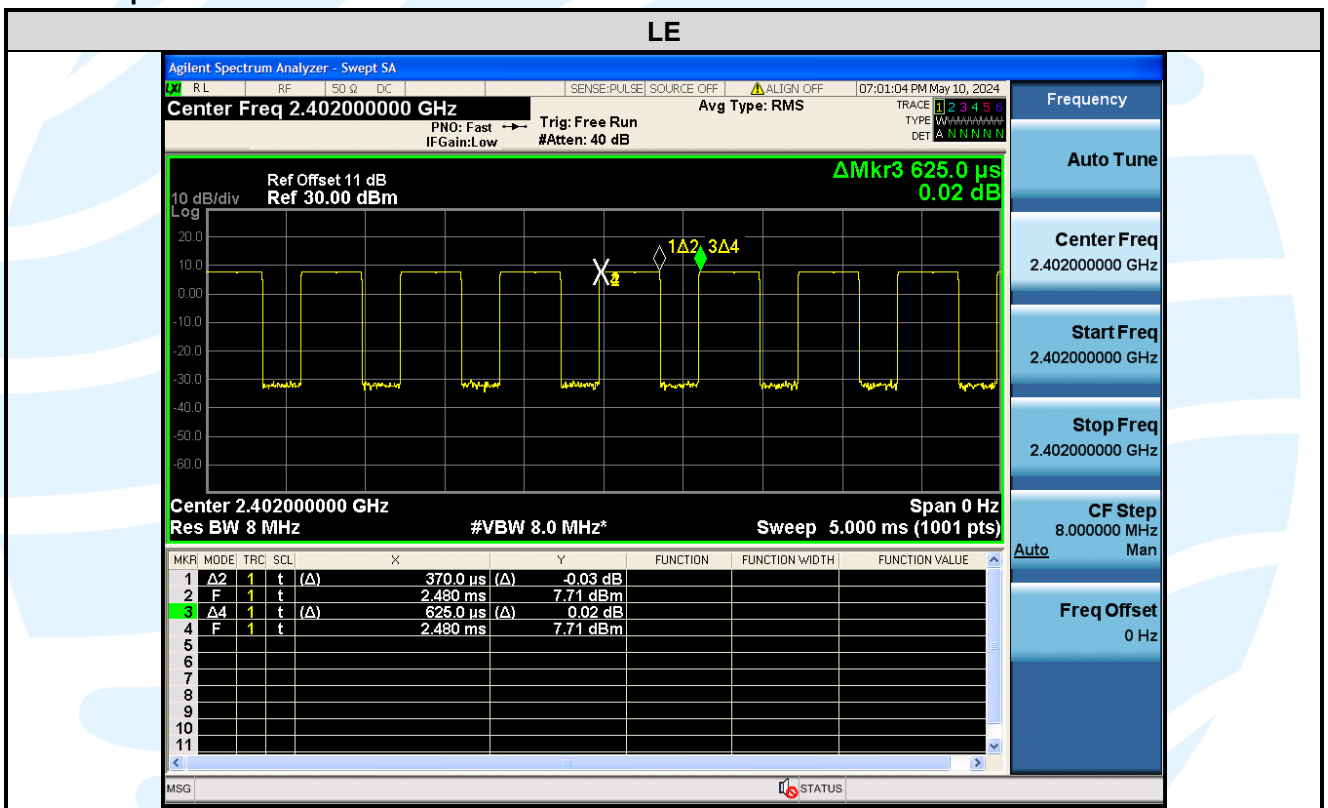 LE
Agilent Spectrum Analyzer - Swept SA
LXI RL RF 50 Ω DC SENSE:PULSE SOURCE OFF ALIGN OFF 07:01:04 PM May 10, 2024
Center Freq 2.402000000 GHz
PNO: Fast
IFGain:Low
Trig: Free Run
#Atten: 40 dB
Avg Type: RMS
TRACE 1 2 3 4 5 6
TYPE W
DET A N N N N N
ΔMkr3 625.0 µs
0.02 dB
Ref Offset 11 dB
10 dB/div Ref 30.00 dBm
Log
20.0
10.0
0.00
-10.0
-20.0
-30.0
-40.0
-50.0
-60.0
1Δ2 3Δ4
X2
Center 2.402000000 GHz Span 0 Hz
Res BW 8 MHz #VBW 8.0 MHz* Sweep 5.000 ms (1001 pts)
MKR MODE TRC SCL X Y FUNCTION FUNCTION WIDTH FUNCTION VALUE
1 Δ2 1 t (Δ) 370.0 µs (Δ) -0.03 dB
2 F 1 t 2.480 ms 7.71 dBm
3 Δ4 1 t (Δ) 625.0 µs (Δ) 0.02 dB
4 F 1 t 2.480 ms 7.71 dBm
5
6
7
8
9
10
11
MSG STATUS
Frequency
Auto Tune
Center Freq
2.402000000 GHz
Start Freq
2.402000000 GHz
Stop Freq
2.402000000 GHz
CF Step
8.000000 MHz
Auto Man
Freq Offset
0 Hz